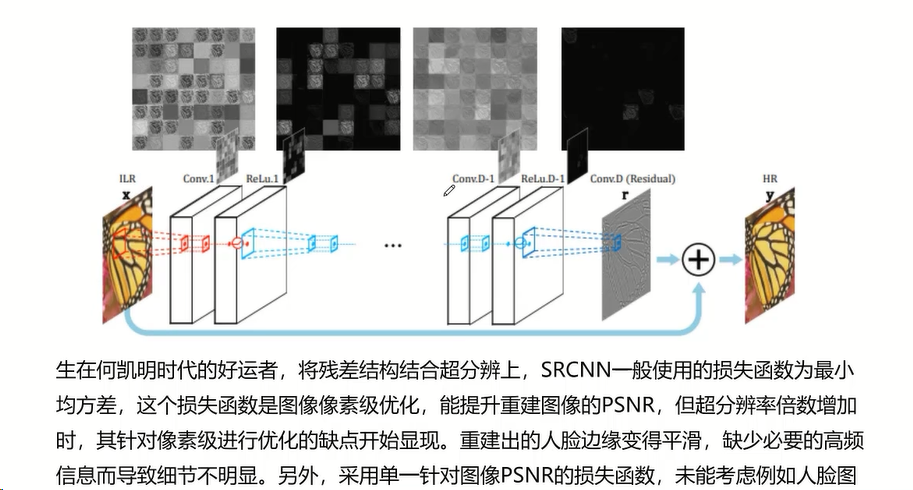 ILR
x
Conv.1
ReLu.1
Conv.D-1
ReLu.D-1
Conv.D (Residual)
r
HR
y
...
生在何凯明时代的好运者，将残差结构结合超分辨上，SRCNN一般使用的损失函数为最小
均方差，这个损失函数是图像像素级优化，能提升重建图像的PSNR，但超分辨率倍数增加
时，其针对像素级进行优化的缺点开始显现。重建出的人脸边缘变得平滑，缺少必要的高频
信息而导致细节不明显。另外，采用单一针对图像PSNR的损失函数，未能考虑例如人脸图